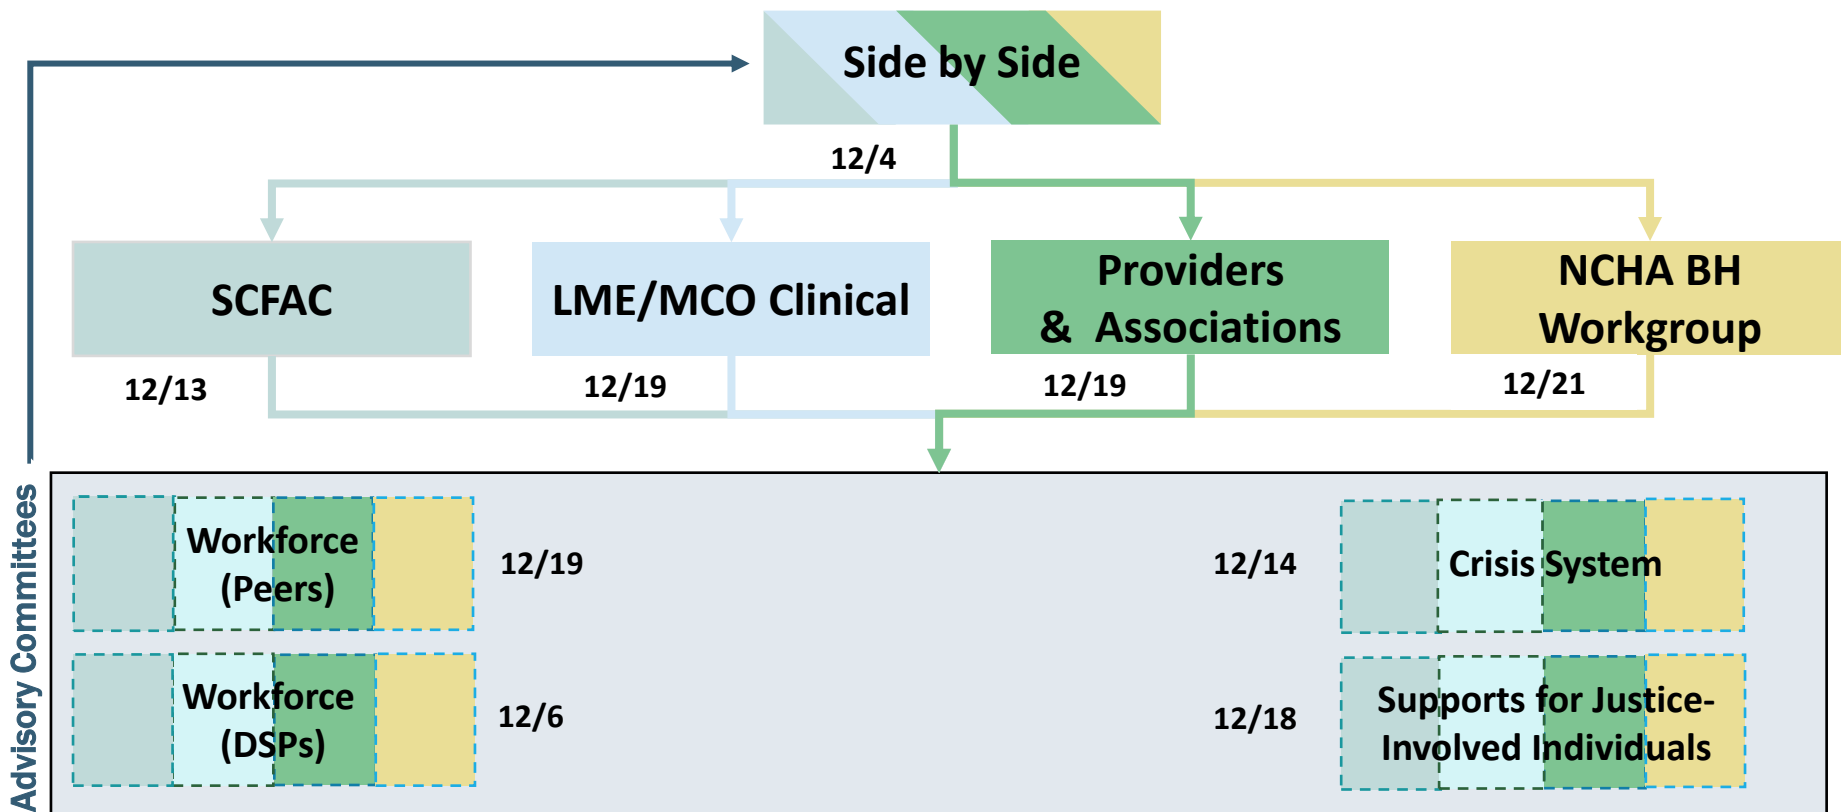 Side by Side
12/4
SCFAC
LME/MCO Clinical
Providers
& Associations
NCHA BH
Workgroup
12/13
12/19
12/19
12/21
Advisory Committees
Workforce
(Peers)
12/19
12/14
Crisis System
Workforce
(DSPs)
12/6
12/18
Supports for Justice-
Involved Individuals